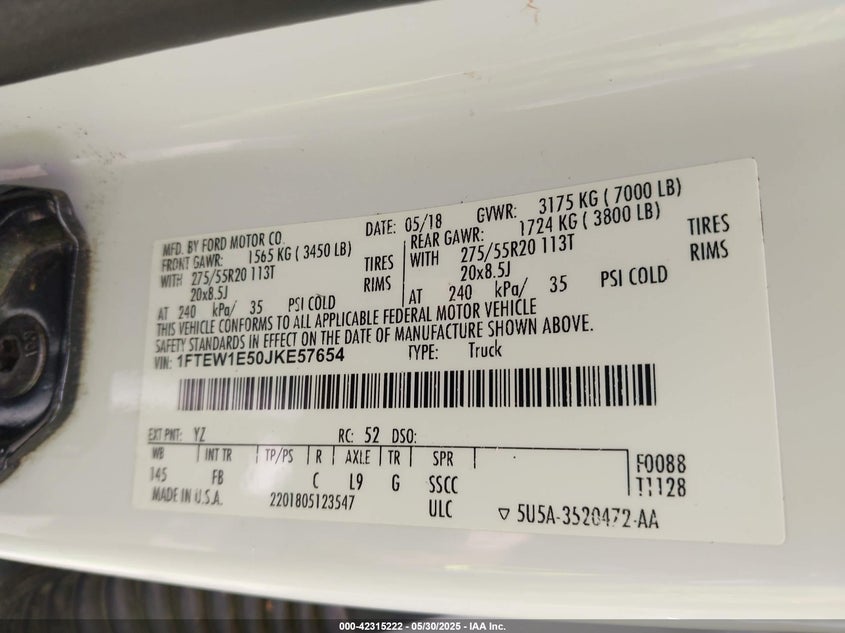 MFD. BY FORD MOTOR CO. DATE: 05/18 GVWR: 3175 KG ( 7000 LB)
FRONT GAWR: 1565 KG ( 3450 LB) REAR GAWR: 1724 KG ( 3800 LB)
WITH 275/55R20 113T TIRES WITH 275/55R20 113T TIRES
20x8.5J RIMS 20x8.5J RIMS
AT 240 kPa/ 35 PSI COLD AT 240 kPa/ 35 PSI COLD
THIS VEHICLE CONFORMS TO ALL APPLICABLE FEDERAL MOTOR VEHICLE
SAFETY STANDARDS IN EFFECT ON THE DATE OF MANUFACTURE SHOWN ABOVE.
VIN: 1FTEW1E50JKE57654 TYPE: Truck
EXT PNT: YZ RC: 52 DSO:
WB INT TR TP/PS R AXLE TR SPR F0088
145 FB C L9 G SSCC T1128
MADE IN U.S.A. 2201805123547 ULC 5U5A-3520472-AA
000-42315222 - 05/30/2025 - IAA Inc.